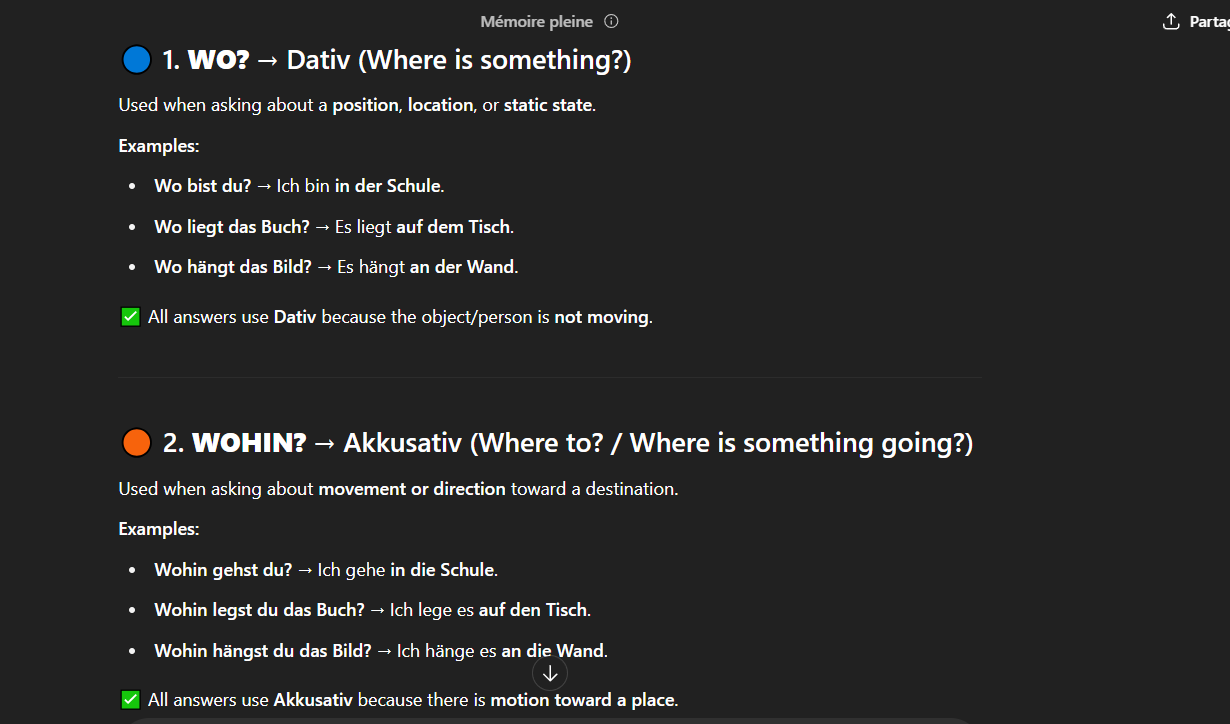 Mémoire pleine
Partag
1. WO? → Dativ (Where is something?)
Used when asking about a position, location, or static state.
Examples:
• Wo bist du? → Ich bin in der Schule.
• Wo liegt das Buch? → Es liegt auf dem Tisch.
• Wo hängt das Bild? → Es hängt an der Wand.
✅ All answers use Dativ because the object/person is not moving.
2. WOHIN? → Akkusativ (Where to? / Where is something going?)
Used when asking about movement or direction toward a destination.
Examples:
• Wohin gehst du? → Ich gehe in die Schule.
• Wohin legst du das Buch? → Ich lege es auf den Tisch.
• Wohin hängst du das Bild? → Ich hänge es an die Wand.
✅ All answers use Akkusativ because there is motion toward a place.